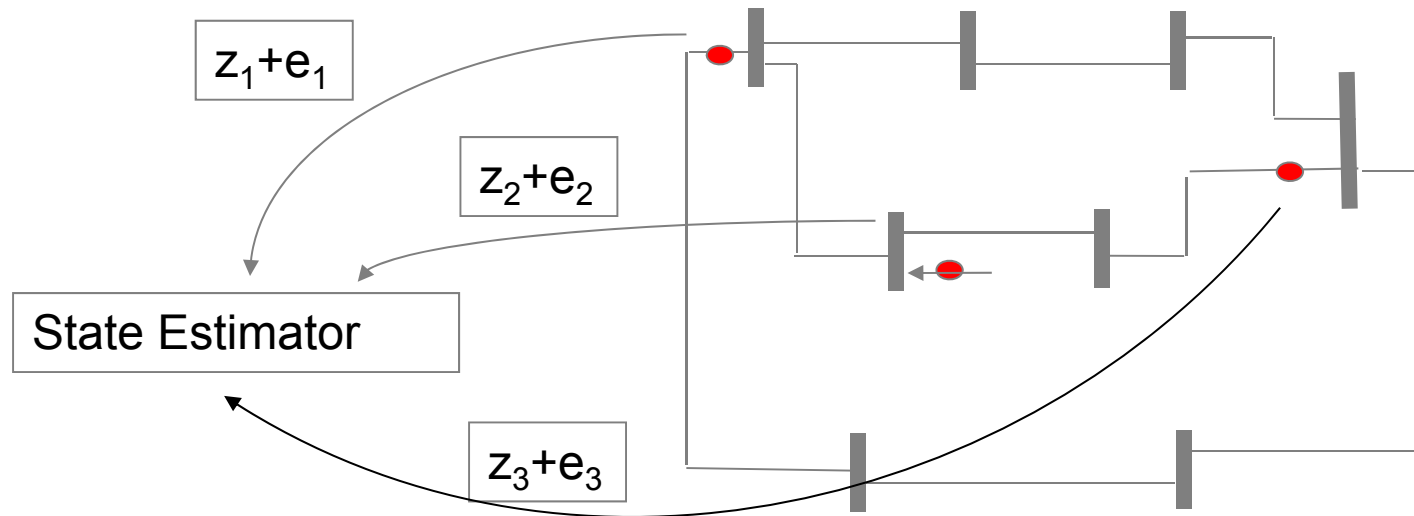 z₁+e₁
z₂+e₂
State Estimator
z₃+e₃